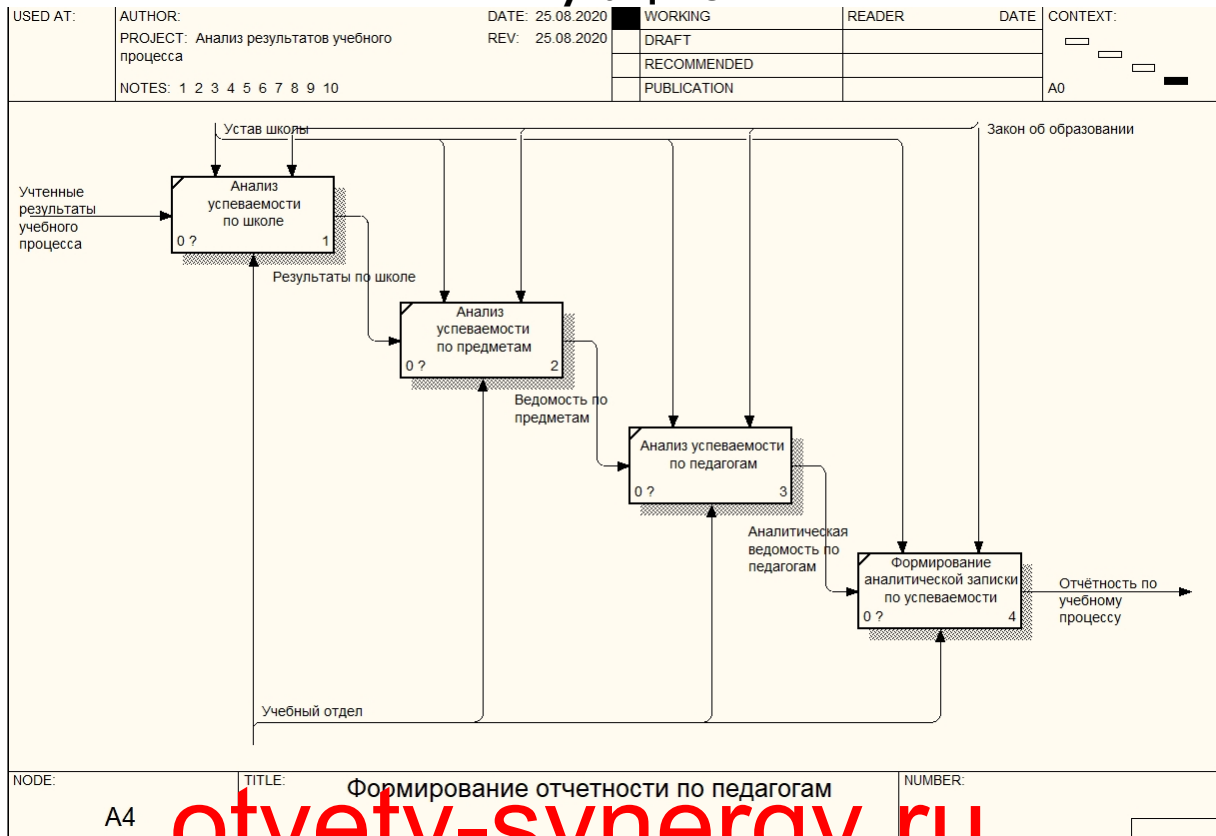 USED AT:
AUTHOR:
DATE: 25.08.2020
WORKING
READER
DATE
CONTEXT:
PROJECT: Анализ результатов учебного
процесса
REV: 25.08.2020
DRAFT
RECOMMENDED
NOTES: 1 2 3 4 5 6 7 8 9 10
PUBLICATION
A0
Устав школы
Закон об образовании
Учтенные
результаты
учебного
процесса
Анализ
успеваемости
по школе
0 ?
1
Результаты по школе
Анализ
успеваемости
по предметам
0 ?
2
Ведомость по
предметам
Анализ успеваемости
по педагогам
0 ?
3
Аналитическая
ведомость по
педагогам
Формирование
аналитической записки
по успеваемости
0 ?
4
Отчётность по
учебному
процессу
Учебный отдел
NODE:
A4
TITLE:
Формирование отчетности по педагогам
NUMBER:
otvety-synergy.ru